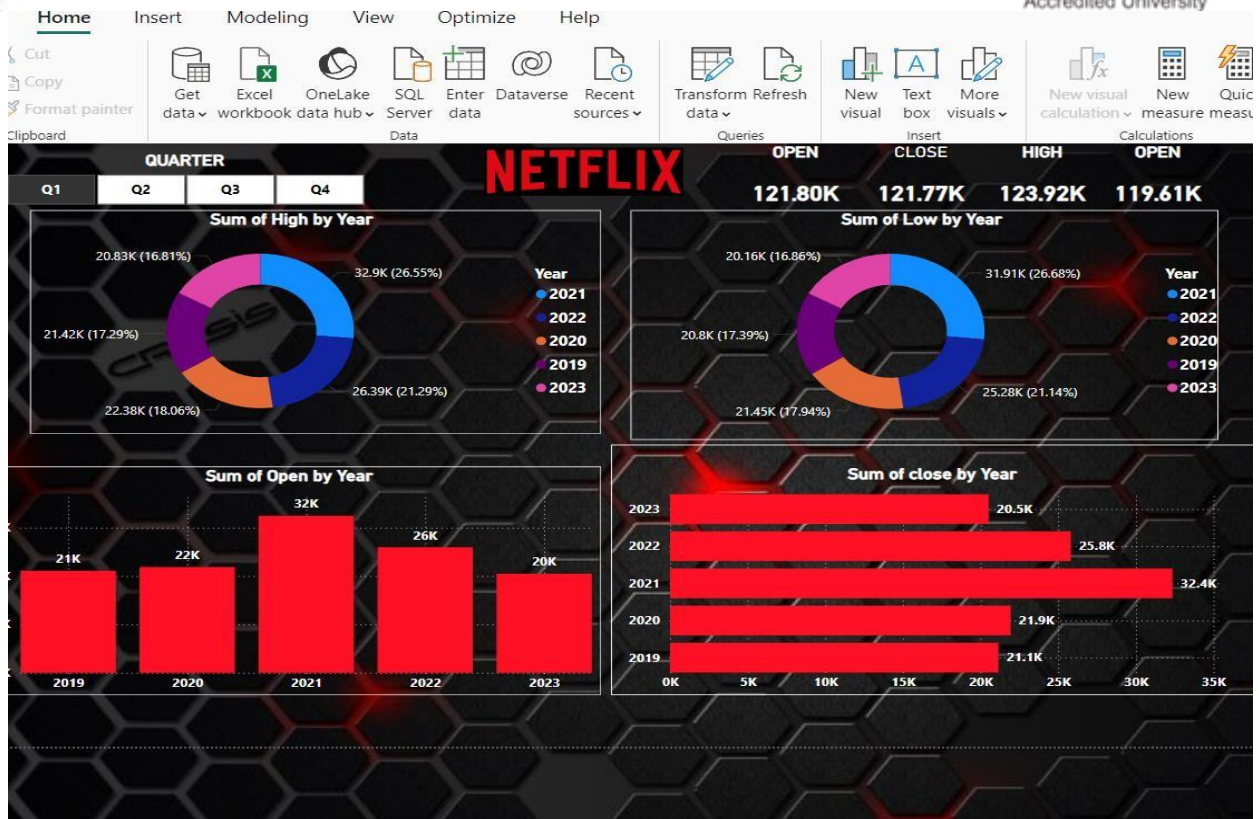 Accredited University
Home Insert Modeling View Optimize Help
Cut
Copy
Format painter
Clipboard
Get data
Excel workbook
OneLake data hub
SQL Server
Enter data
Dataverse
Recent sources
Data
Transform data
Refresh
Queries
New visual
Text box
More visuals
Insert
New visual calculation
New measure
Calculations
QUARTER
Q1 Q2 Q3 Q4
NETFLIX
OPEN CLOSE HIGH OPEN
121.80K 121.77K 123.92K 119.61K
Sum of High by Year
20.83K (16.81%)
32.9K (26.55%)
21.42K (17.29%)
26.39K (21.29%)
22.38K (18.06%)
Year
2021
2022
2020
2019
2023
Sum of Low by Year
20.16K (16.86%)
31.91K (26.68%)
20.8K (17.39%)
25.28K (21.14%)
21.45K (17.94%)
Year
2021
2022
2020
2019
2023
Sum of Open by Year
21K 22K 32K 26K 20K
2019 2020 2021 2022 2023
Sum of close by Year
2023 20.5K
2022 25.8K
2021 32.4K
2020 21.9K
2019 21.1K
0K 5K 10K 15K 20K 25K 30K 35K